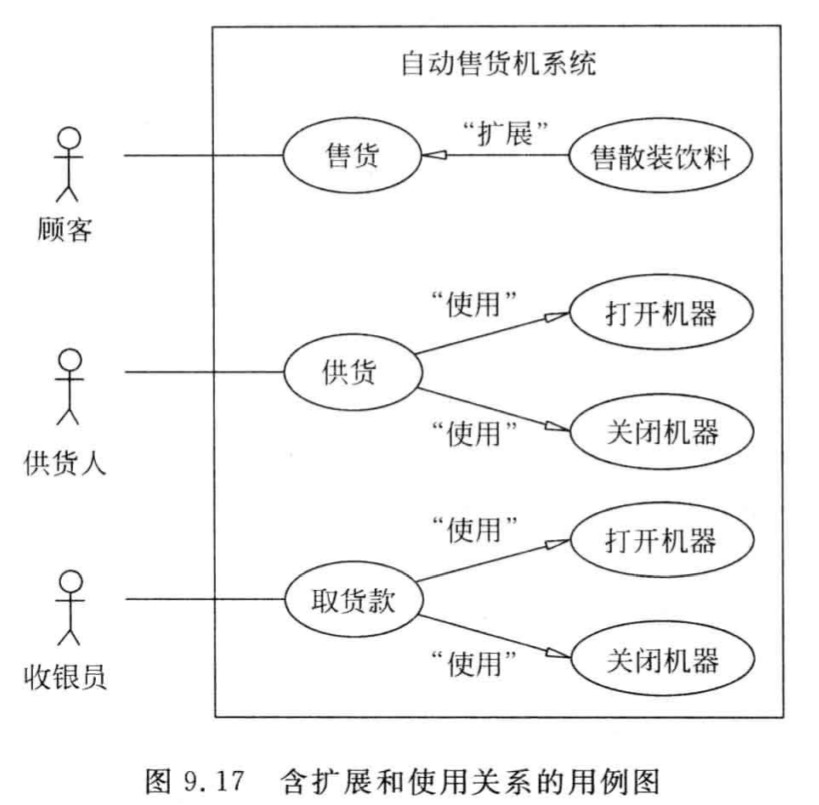 自动售货机系统
顾客
售货
“扩展”
售散装饮料
供货人
供货
“使用”
打开机器
“使用”
关闭机器
收银员
取货款
“使用”
打开机器
“使用”
关闭机器
图 9.17 含扩展和使用关系的用例图